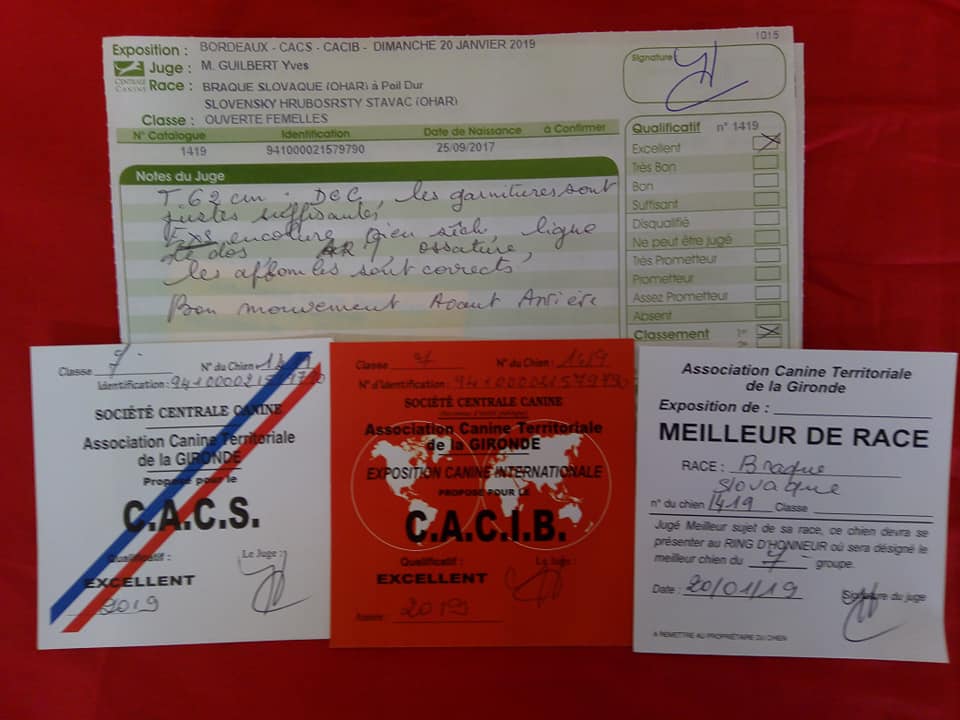 1015
Exposition : BORDEAUX - CACS - CACIB - DIMANCHE 20 JANVIER 2019
Juge : M. GUILBERT Yves
CENTRALE CANINE
Race : BRAQUE SLOVAQUE (OHAR) à Poil Dur
SLOVENSKY HRUBOSRSTY STAVAC (OHAR)
Classe : OUVERTE FEMELLES
N° Catalogue Identification Date de Naissance à Confirmer
1419 941000021579790 25/09/2017
Notes du Juge
T. 62 cm . DCC, les garnitures sont
justes suffisantes,
encolure bien ligne
de dos ossature,
les sont corrects
Bon mouvement Avant Arrière
Signature
Qualificatif n° 1419
Excellent
Très Bon
Bon
Suffisant
Disqualifié
Ne peut être jugé
Très Prometteur
Prometteur
Assez Prometteur
Absent
Classement 1er
2e
Classe 7
N° du Chien : 1419
Identification :
SOCIÉTÉ CENTRALE CANINE
Association Canine Territoriale
de la GIRONDE
Proposé pour le
C.A.C.S.
Qualificatif :
Le Juge :
EXCELLENT
2019
Classe 7
N° du Chien : 1419
N° d'Identification : 941000021579790
SOCIÉTÉ CENTRALE CANINE
Association Canine Territoriale
de la GIRONDE
EXPOSITION CANINE INTERNATIONALE
PROPOSÉ POUR LE
C.A.C.I.B.
Qualificatif :
Le Juge :
EXCELLENT
2019
Association Canine Territoriale
de la Gironde
Exposition de :
MEILLEUR DE RACE
RACE : Braque
Slovaque
n° du chien 1419 Classe
Jugé Meilleur sujet de sa race, ce chien devra se
présenter au RING D'HONNEUR où sera désigné le
meilleur chien du 7 groupe.
Date : 20/01/19
Signature du juge
A REMETTRE AU PROPRIÉTAIRE DU CHIEN